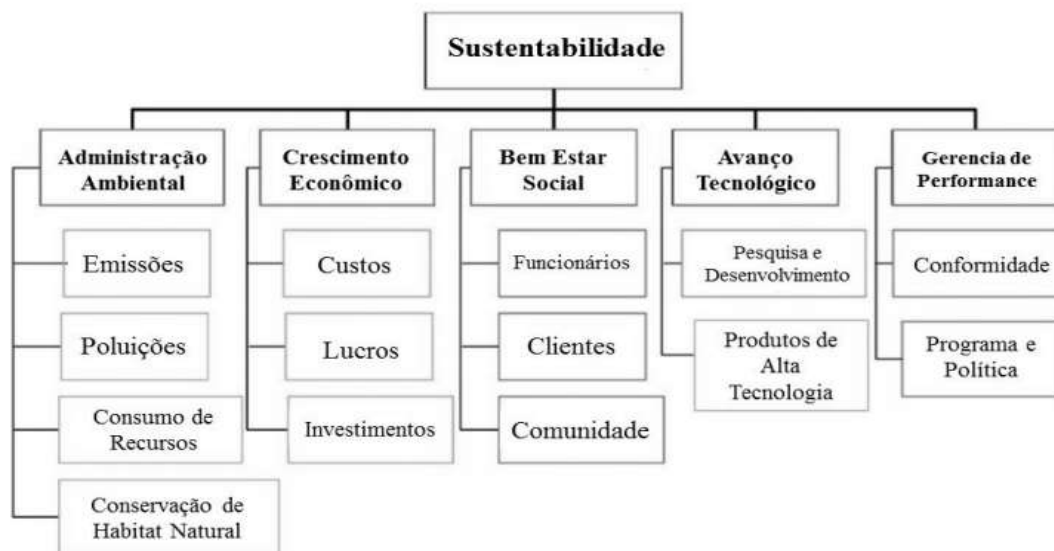 Sustentabilidade
Administração
Ambiental
Crescimento
Econômico
Bem Estar
Social
Avanço
Tecnológico
Gerencia de
Performance
Emissões
Custos
Funcionários
Pesquisa e
Desenvolvimento
Conformidade
Poluições
Lucros
Clientes
Produtos de
Alta
Tecnologia
Programa e
Política
Consumo de
Recursos
Investimentos
Comunidade
Conservação de
Habitat Natural